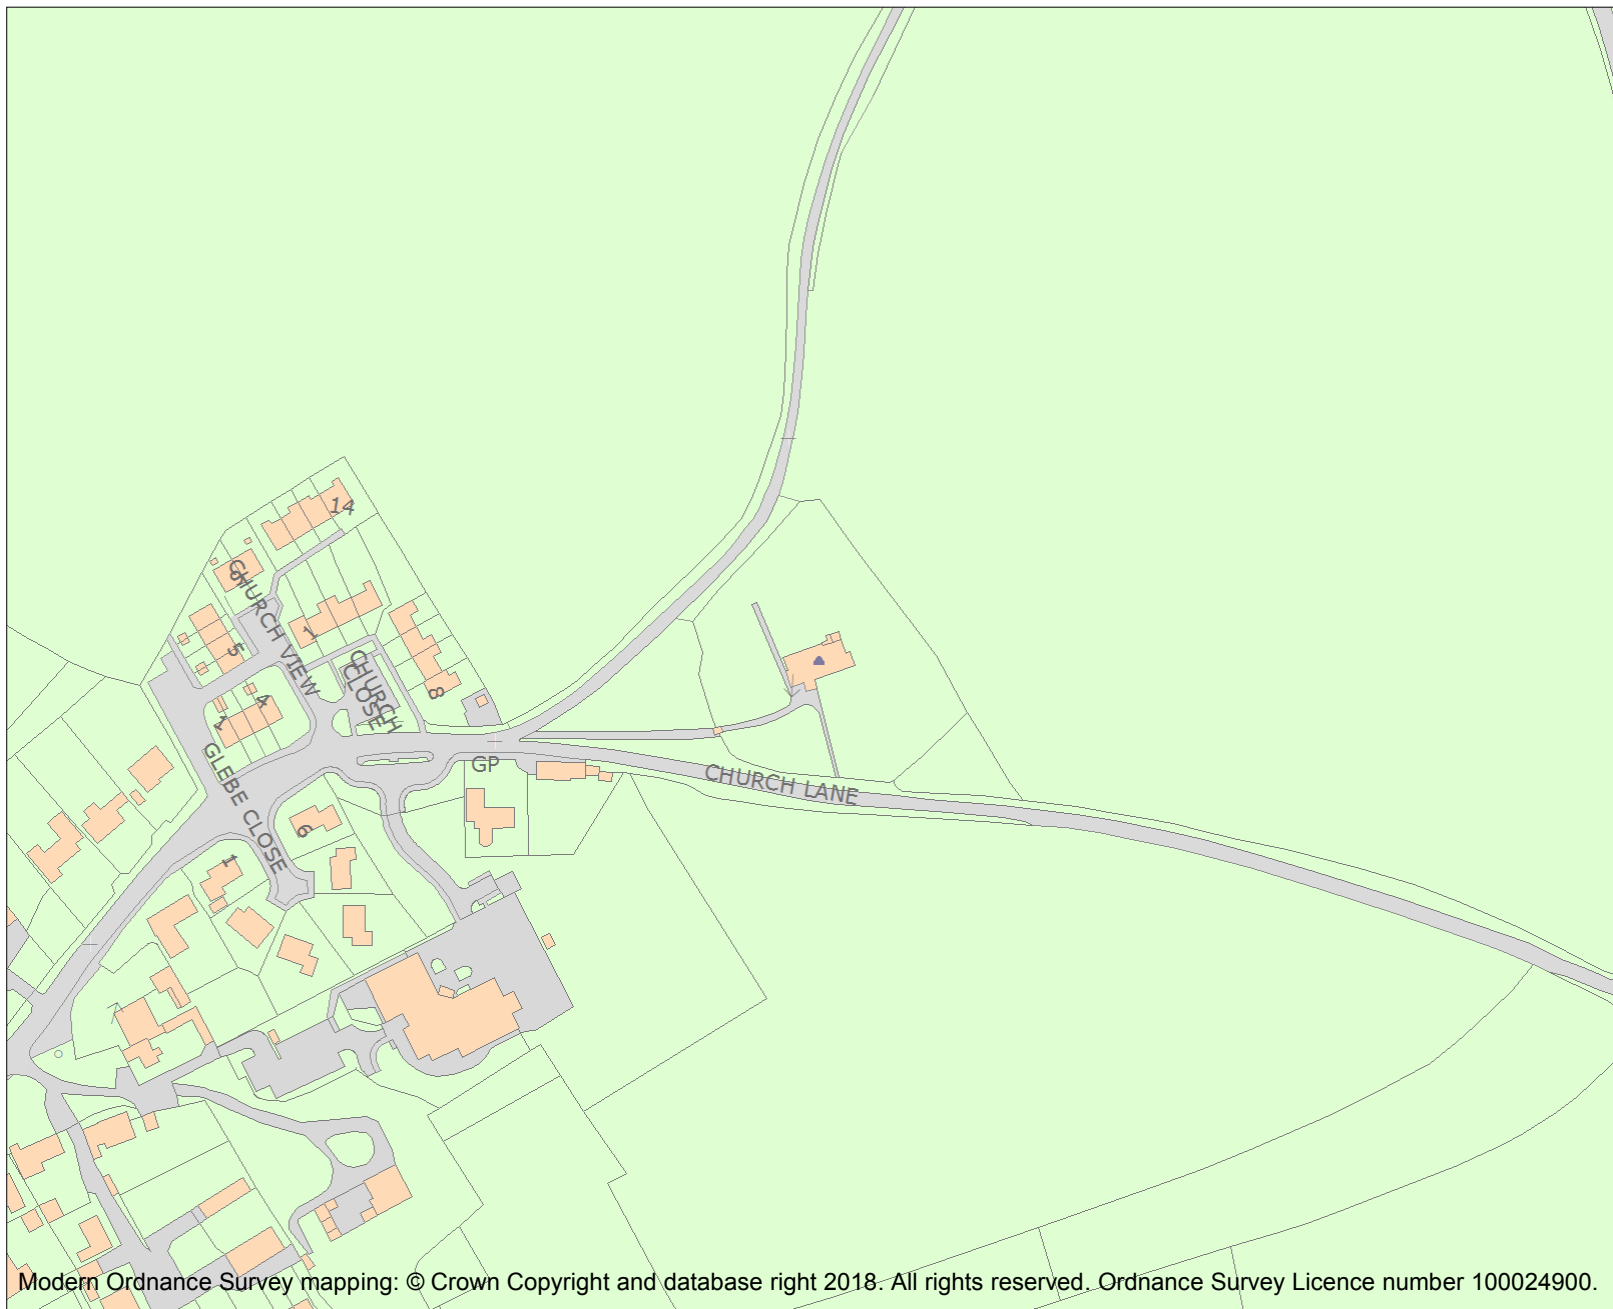 14
6
CHURCH VIEW
1
5
CHURCH
CLOSE
8
4
1
GLEBE CLOSE
GP
CHURCH LANE
6
1
Modern Ordnance Survey mapping: © Crown Copyright and database right 2018. All rights reserved. Ordnance Survey Licence number 100024900.